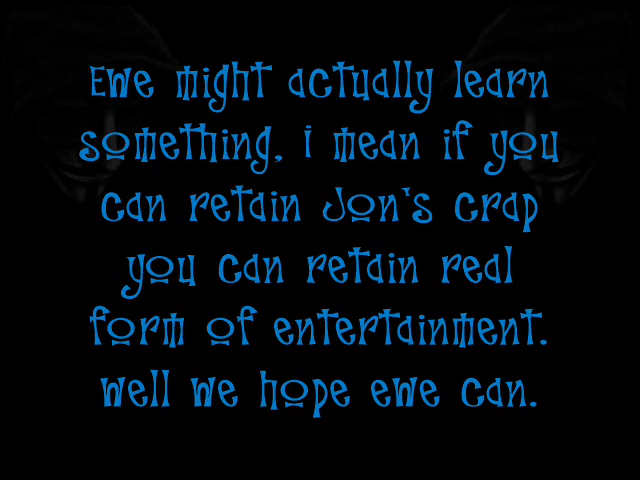 Ewe might actually learn
something, i mean if you
can retain Jon's crap
you can retain real
form of entertainment.
well we hope ewe can.